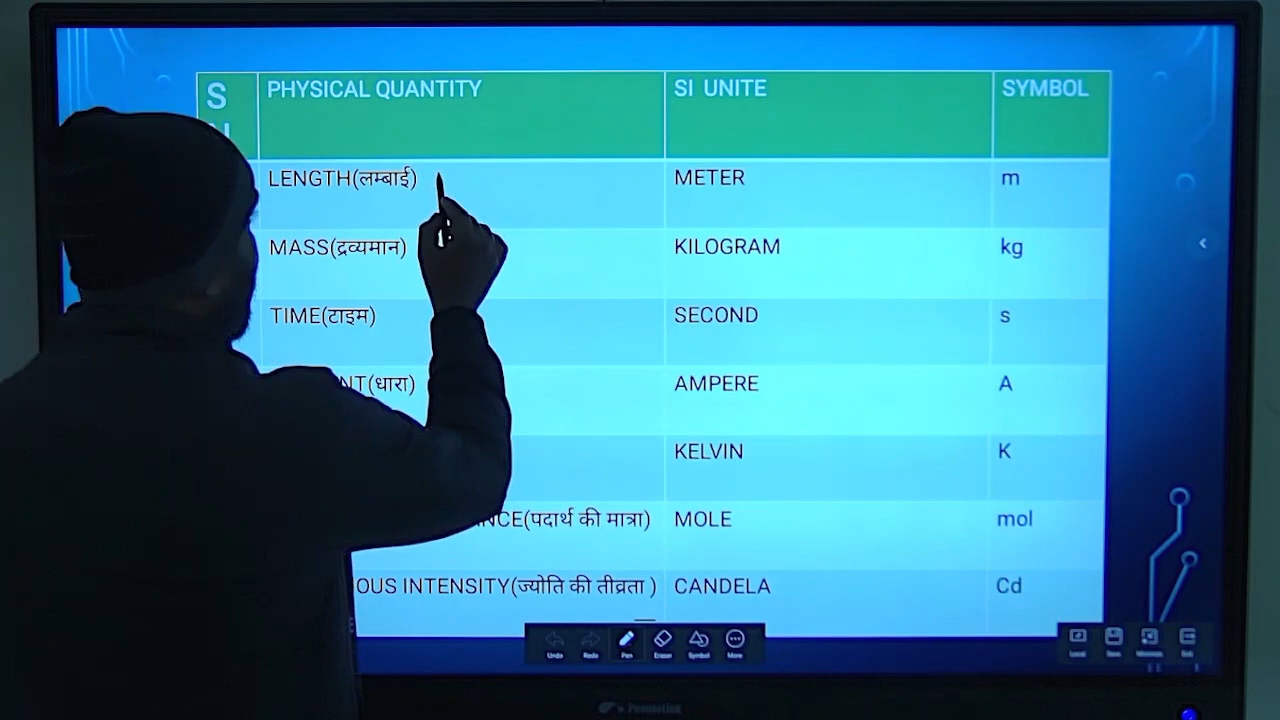 S PHYSICAL QUANTITY SI UNITE SYMBOL
LENGTH(लम्बाई) METER m
MASS(द्रव्यमान) KILOGRAM kg
TIME(टाइम) SECOND s
NT(धारा) AMPERE A
KELVIN K
NCE(पदार्थ की मात्रा) MOLE mol
OUS INTENSITY(ज्योति की तीव्रता ) CANDELA Cd
Undo Redo Pen Eraser Symbol More
Save